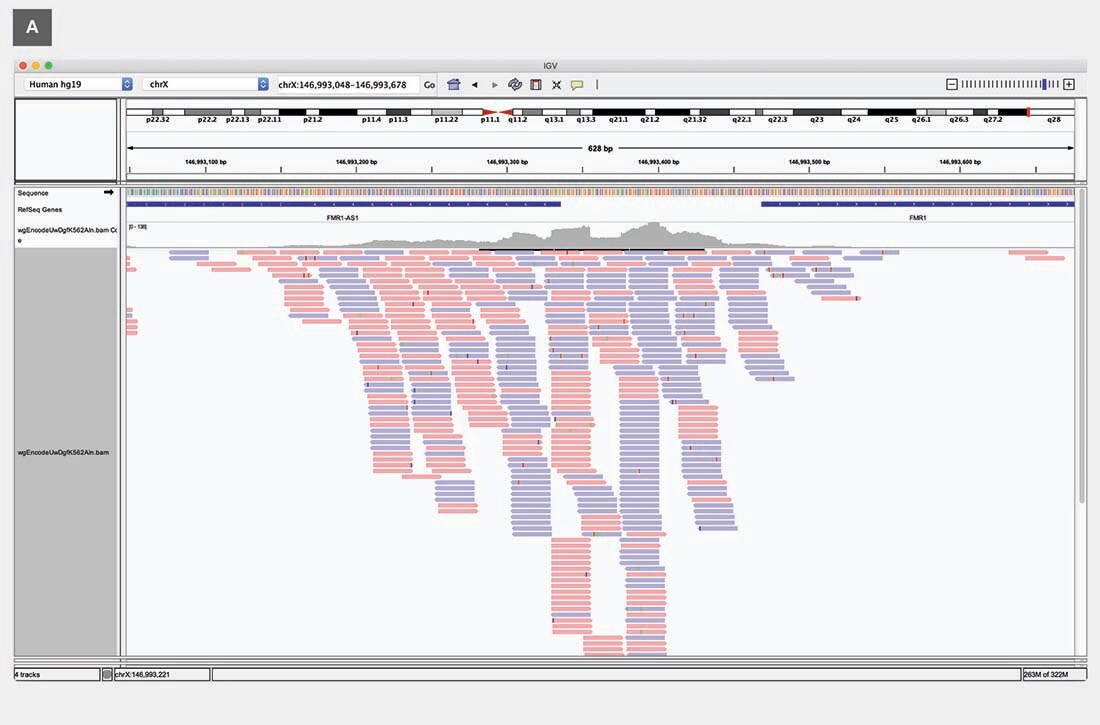 A
IGV
Human hg19 chrX chrX:146,993,048-146,993,678 Go
p22.32 p22.2 p22.13 p22.11 p21.2 p11.4 p11.3 p11.22 p11.1 q11.2 q13.1 q13.3 q21.1 q21.2 q21.32 q22.1 q22.3 q23 q24 q25 q26.1 q26.3 q27.2 q28
628 bp
146,993,100 bp 146,993,200 bp 146,993,300 bp 146,993,400 bp 146,993,500 bp 146,993,600 bp
Sequence
RefSeq Genes
FMR1-AS1 FMR1
wgEncodeUwDgfK562Aln.bam Co
e
[0 - 138]
wgEncodeUwDgfK562Aln.bam
4 tracks chrX:146,993,221 263M of 322M